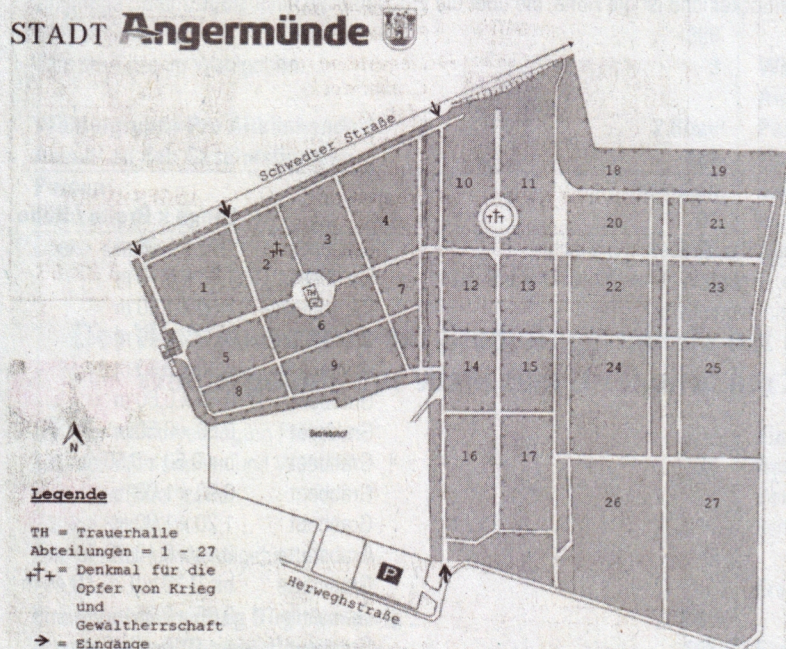 STADT Angermünde
Schwedter Straße
1
2
3
4
5
6
7
8
9
10
11
12
13
14
15
16
17
18
19
20
21
22
23
24
25
26
27
TH
Betriebshof
N
P
Herweghstraße
Legende
TH = Trauerhalle
Abteilungen = 1 - 27
= Denkmal für die
Opfer von Krieg
und
Gewaltherrschaft
= Eingänge